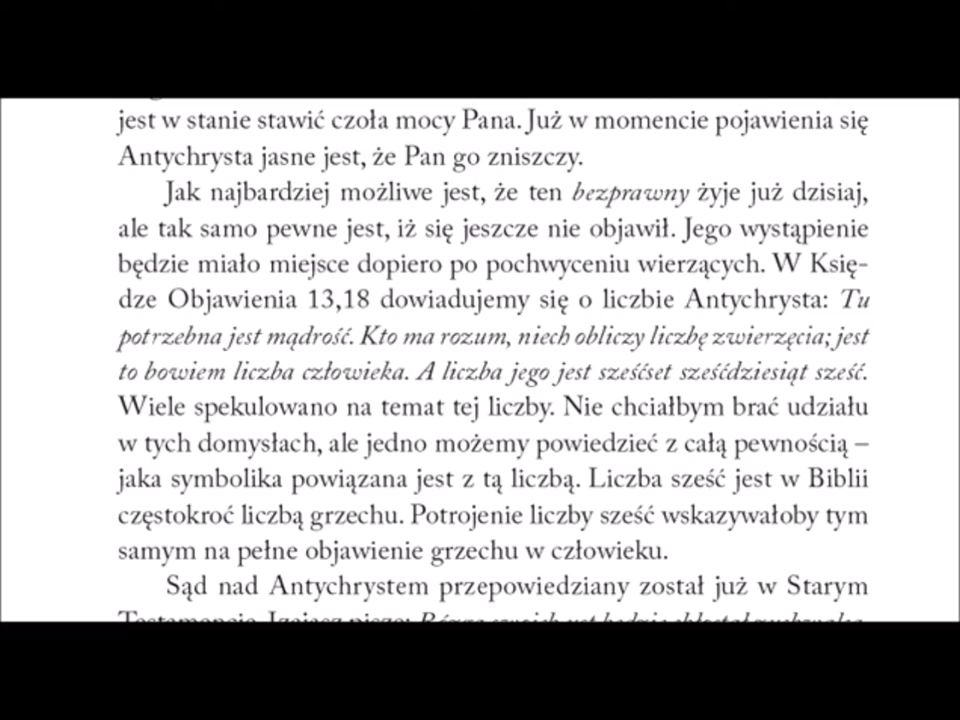 jest w stanie stawić czoła mocy Pana. Już w momencie pojawienia się
Antychrysta jasne jest, że Pan go zniszczy.
Jak najbardziej możliwe jest, że ten bezprawny żyje już dzisiaj,
ale tak samo pewne jest, iż się jeszcze nie objawił. Jego wystąpienie
będzie miało miejsce dopiero po pochwyceniu wierzących. W Księ-
dze Objawienia 13,18 dowiadujemy się o liczbie Antychrysta: Tu
potrzebna jest mądrość. Kto ma rozum, niech obliczy liczbę zwierzęcia; jest
to bowiem liczba człowieka. A liczba jego jest sześćset sześćdziesiąt sześć.
Wiele spekulowano na temat tej liczby. Nie chciałbym brać udziału
w tych domysłach, ale jedno możemy powiedzieć z całą pewnością –
jaka symbolika powiązana jest z tą liczbą. Liczba sześć jest w Biblii
częstokroć liczbą grzechu. Potrojenie liczby sześć wskazywałoby tym
samym na pełne objawienie grzechu w człowieku.
Sąd nad Antychrystem przepowiedziany został już w Starym